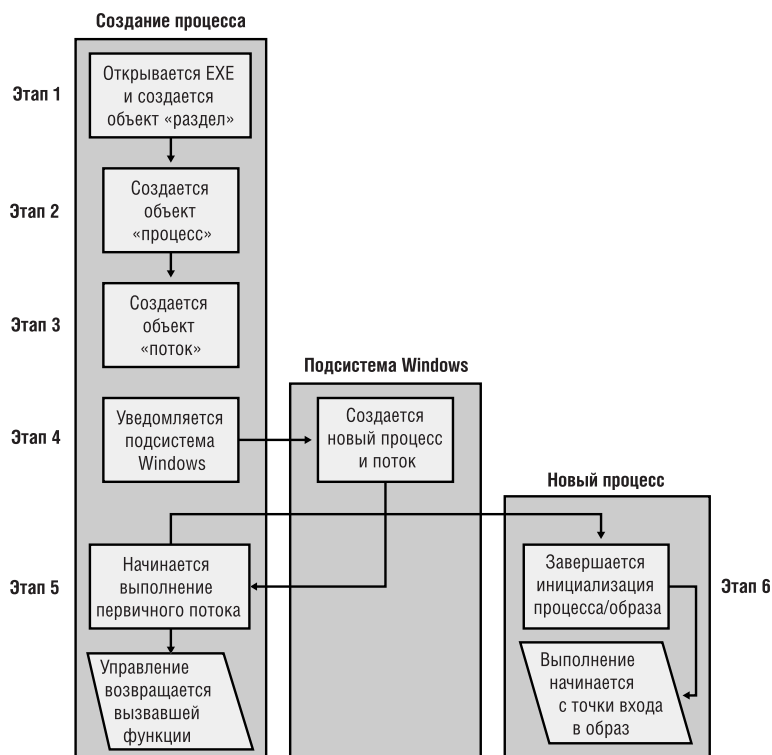 Создание процесса
Этап 1
Открывается EXE
и создается
объект «раздел»
Этап 2
Создается
объект
«процесс»
Этап 3
Создается
объект
«поток»
Подсистема Windows
Этап 4
Уведомляется
подсистема
Windows
Создается
новый процесс
и поток
Новый процесс
Этап 5
Начинается
выполнение
первичного потока
Завершается
инициализация
процесса/образа
Этап 6
Управление
возвращается
вызвавшей
функции
Выполнение
начинается
с точки входа
в образ